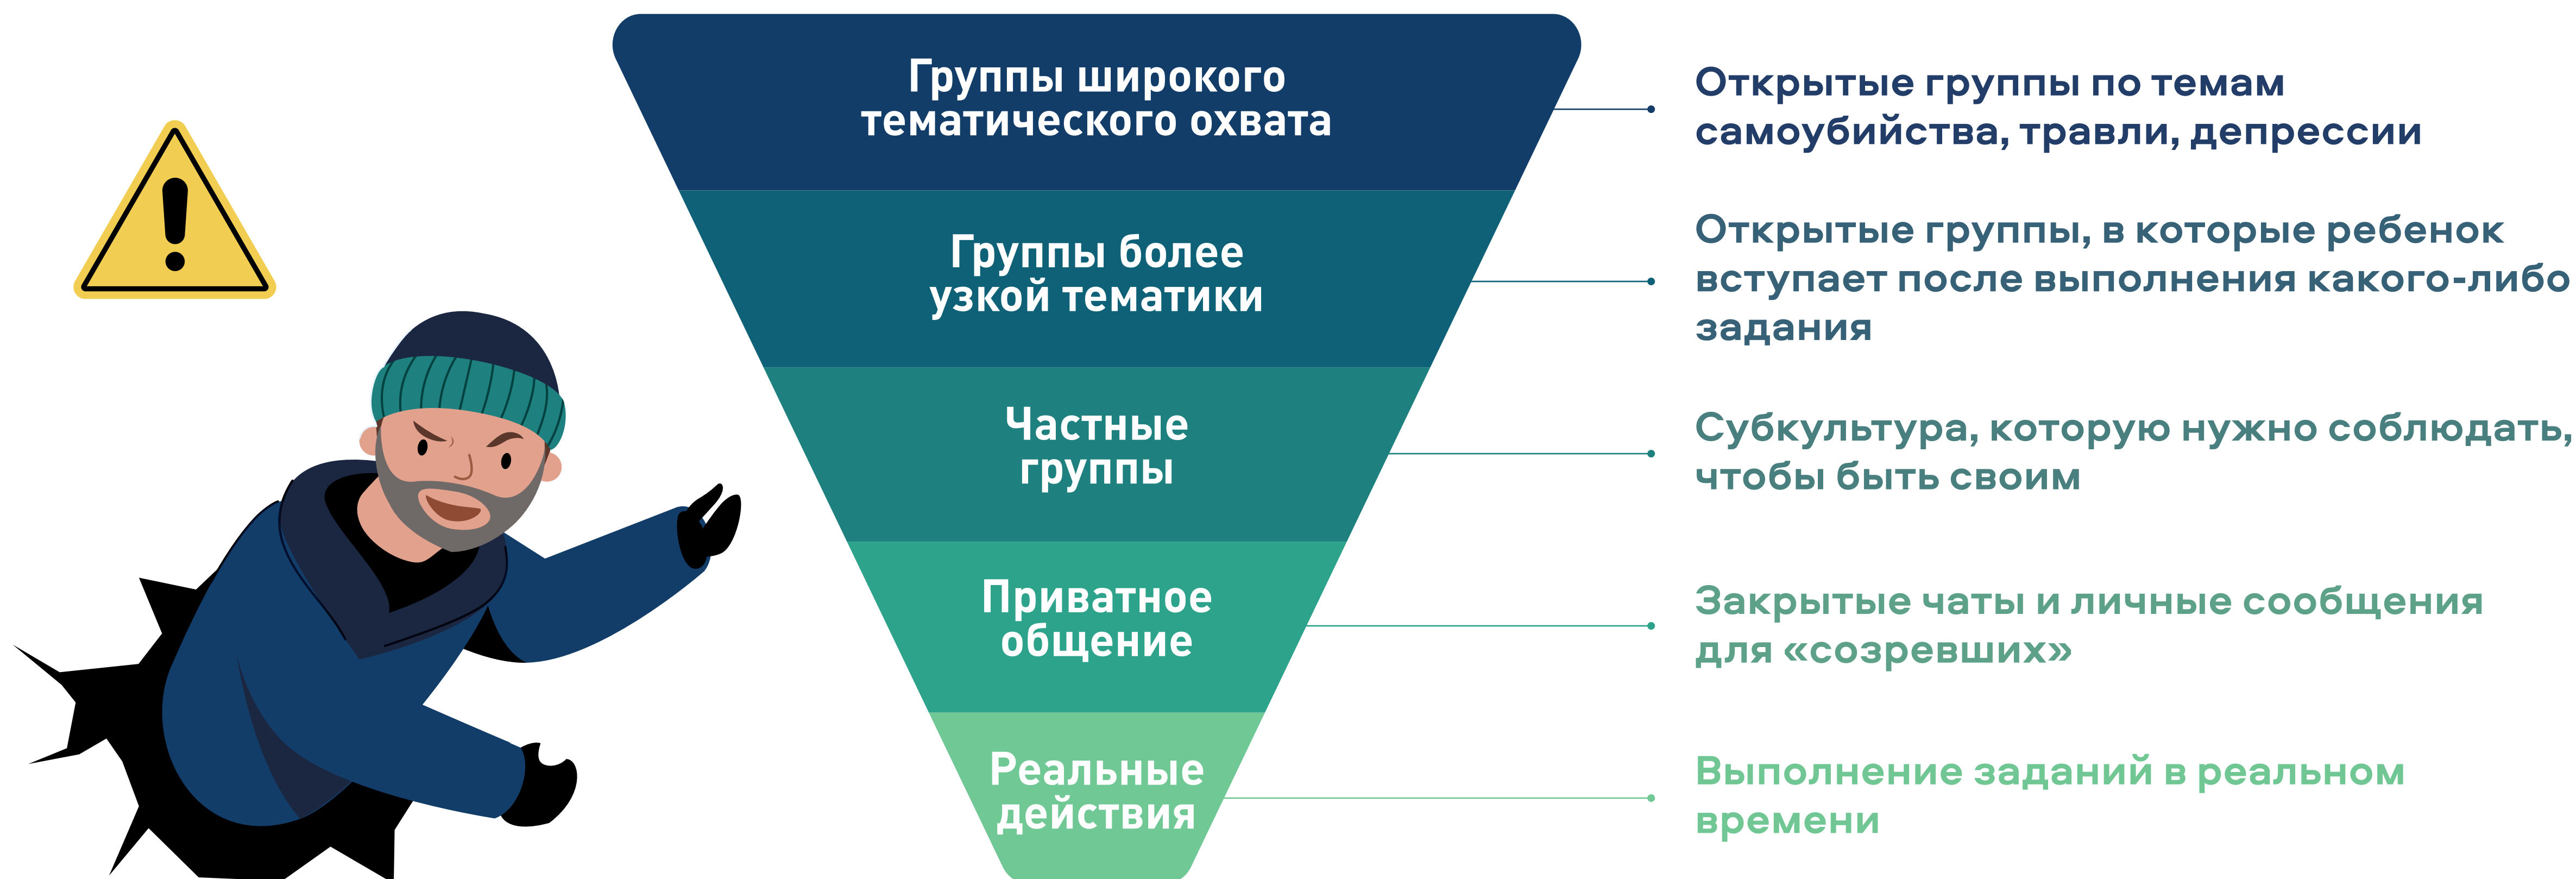 Группы широкого
тематического охвата
Открытые группы по темам
самоубийства, травли, депрессии
Группы более
узкой тематики
Открытые группы, в которые ребенок
вступает после выполнения какого-либо
задания
Частные
группы
Субкультура, которую нужно соблюдать,
чтобы быть своим
Приватное
общение
Закрытые чаты и личные сообщения
для «созревших»
Реальные
действия
Выполнение заданий в реальном
времени